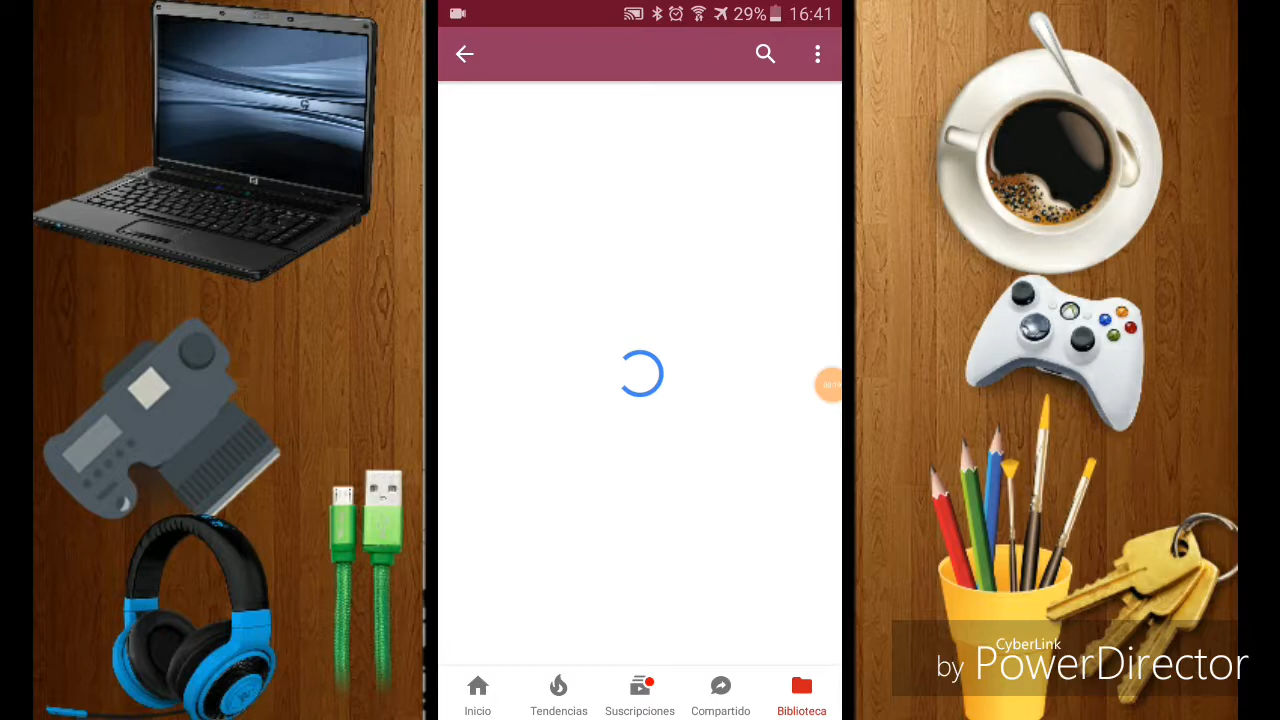 29% 16:41
Inicio Tendencias Suscripciones Compartido Biblioteca
CyberLink
by PowerDirector